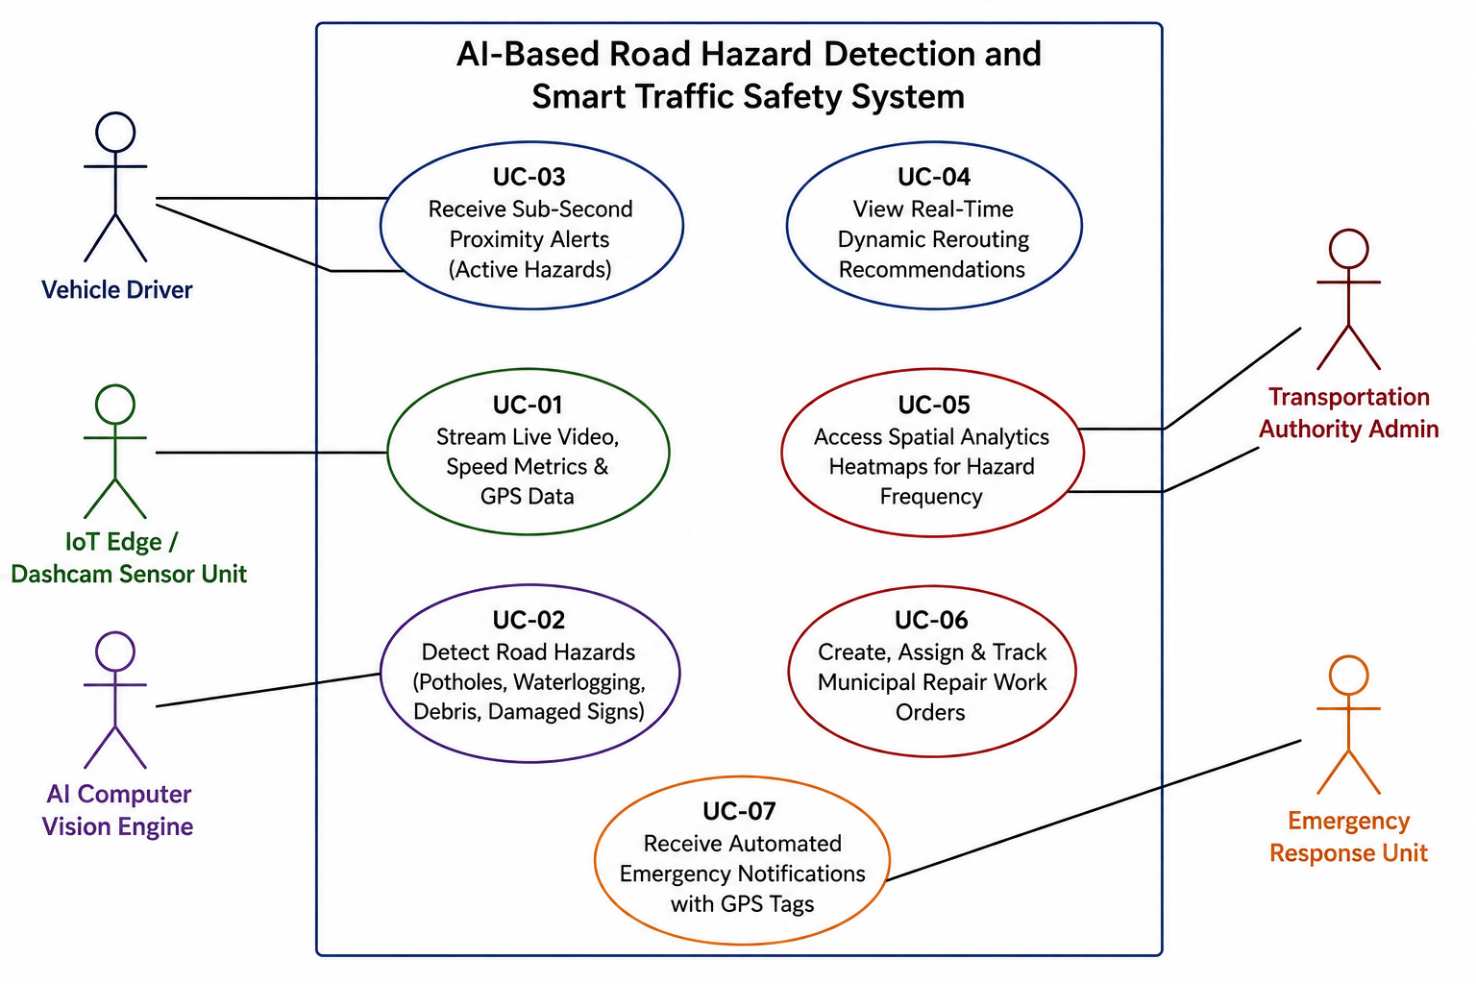 AI-Based Road Hazard Detection and
Smart Traffic Safety System
Vehicle Driver
UC-03
Receive Sub-Second
Proximity Alerts
(Active Hazards)
UC-04
View Real-Time
Dynamic Rerouting
Recommendations
Transportation
Authority Admin
IoT Edge /
Dashcam Sensor Unit
UC-01
Stream Live Video,
Speed Metrics &
GPS Data
UC-05
Access Spatial Analytics
Heatmaps for Hazard
Frequency
AI Computer
Vision Engine
UC-02
Detect Road Hazards
(Potholes, Waterlogging,
Debris, Damaged Signs)
UC-06
Create, Assign & Track
Municipal Repair Work
Orders
UC-07
Receive Automated
Emergency Notifications
with GPS Tags
Emergency
Response Unit